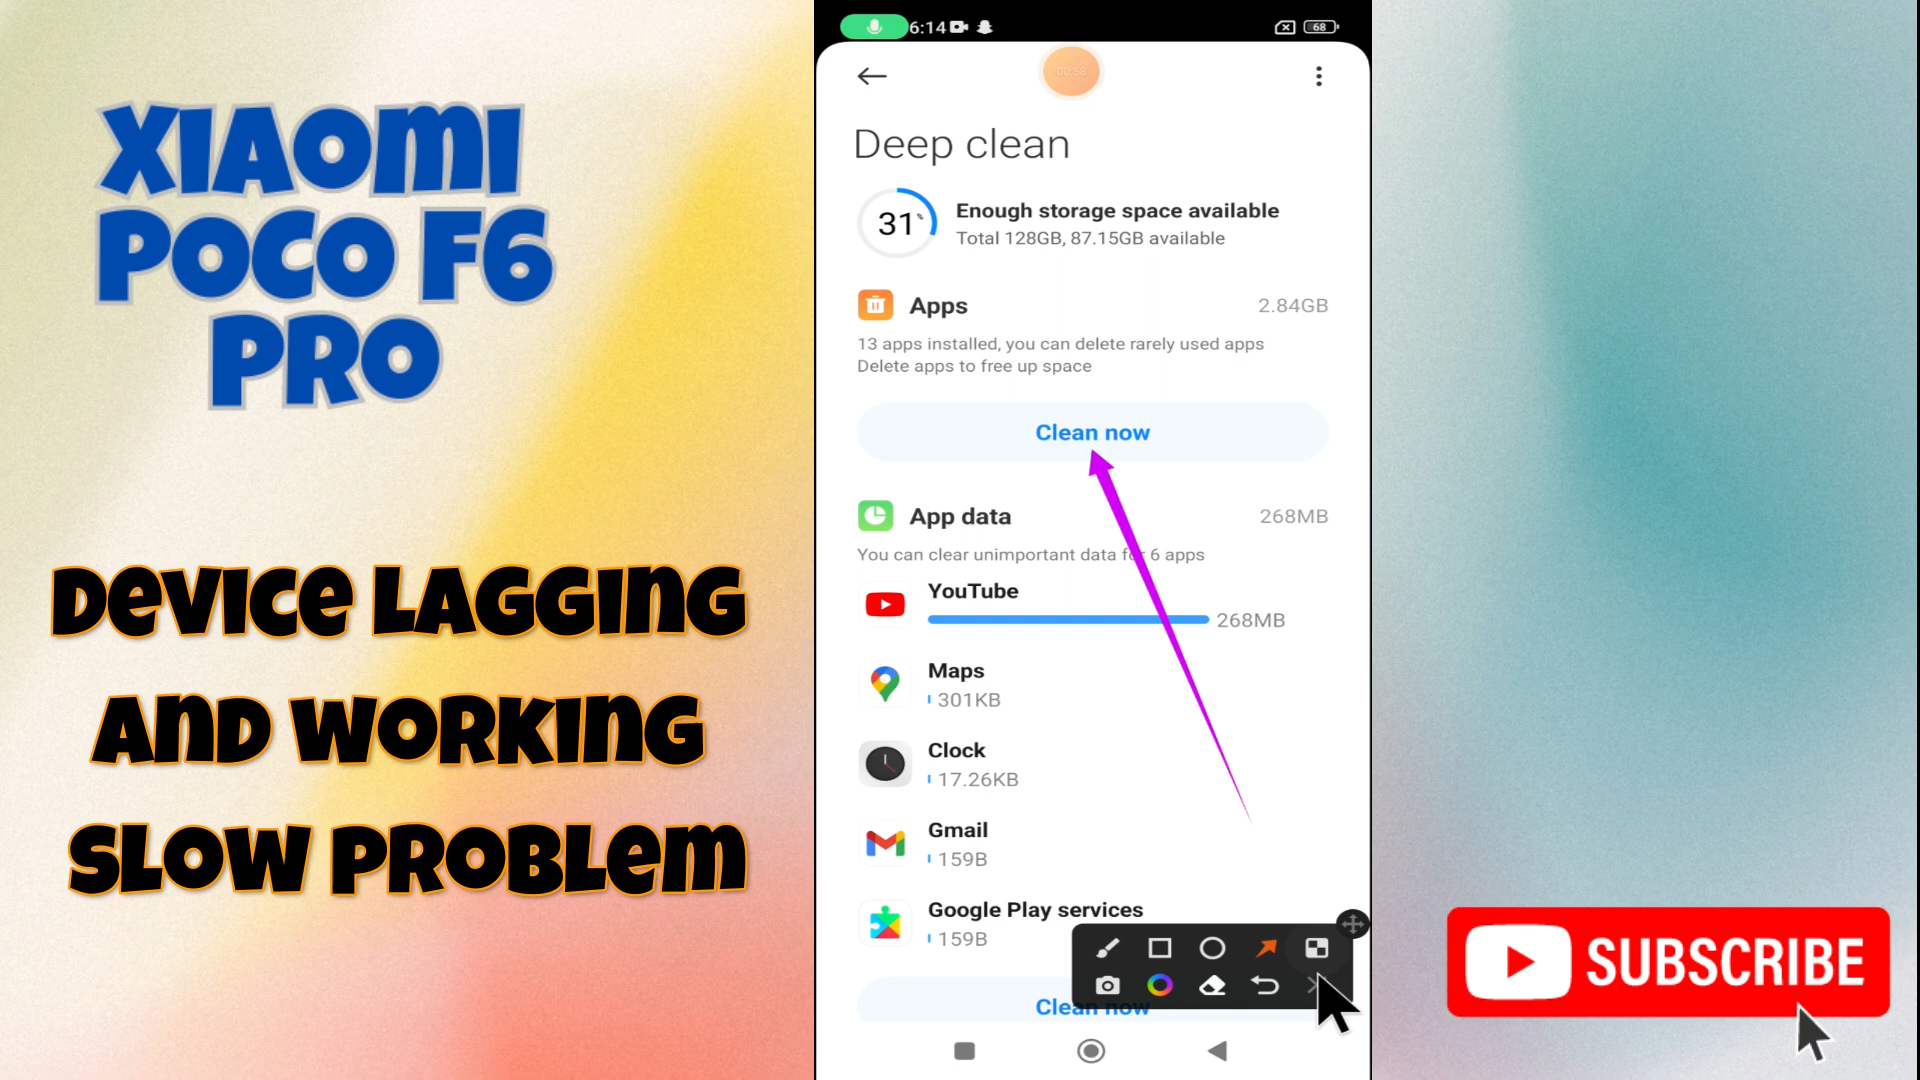 XIAOMI
POCO F6
PRO
DEVICE LAGGING
AND WORKING
SLOW PROBLEM
6:14
68
00:58
Deep clean
31%
Enough storage space available
Total 128GB, 87.15GB available
Apps
2.84GB
13 apps installed, you can delete rarely used apps
Delete apps to free up space
Clean now
App data
268MB
You can clear unimportant data for 6 apps
YouTube
268MB
Maps
301KB
Clock
17.26KB
Gmail
159B
Google Play services
159B
Clean now
SUBSCRIBE